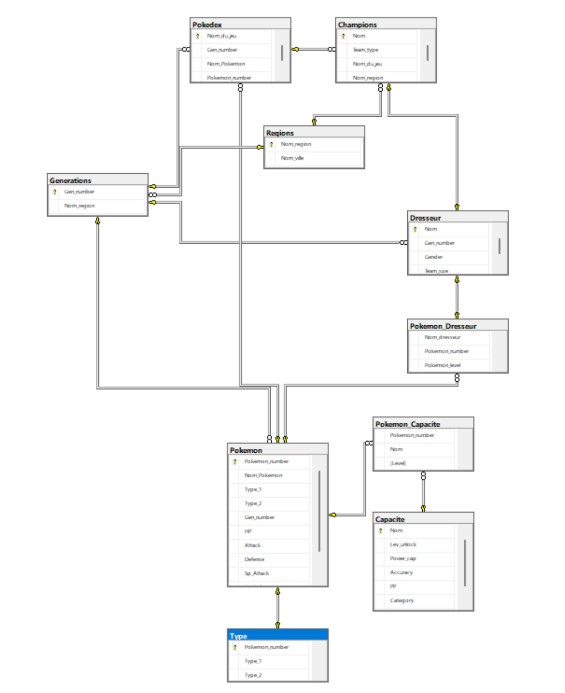 Pokedex
Nom_du_jeu
Gen_number
Nom_Pokemon
Pokemon_number
Champions
Nom
Team_type
Nom_du_jeu
Nom_region
Regions
Nom_region
Nom_ville
Generations
Gen_number
Nom_region
Dresseur
Nom
Gen_number
Gender
Team_size
Pokemon_Dresseur
Nom_dresseur
Pokemon_number
Pokemon_level
Pokemon
Pokemon_number
Nom_Pokemon
Type_1
Type_2
Gen_number
HP
Attack
Defense
Sp_Attack
Pokemon_Capacite
Pokemon_number
Nom
[Level]
Capacite
Nom
Lev_unlock
Power_cap
Accuracy
PP
Category
Type
Pokemon_number
Type_1
Type_2